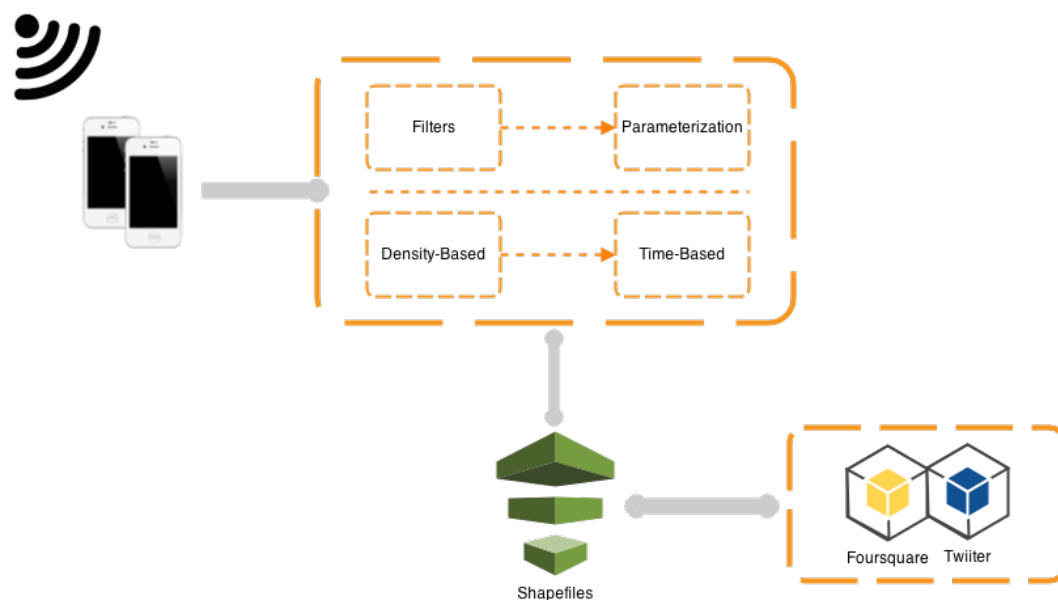 Filters
Parameterization
Density-Based
Time-Based
Shapefiles
Foursquare
Twiiter